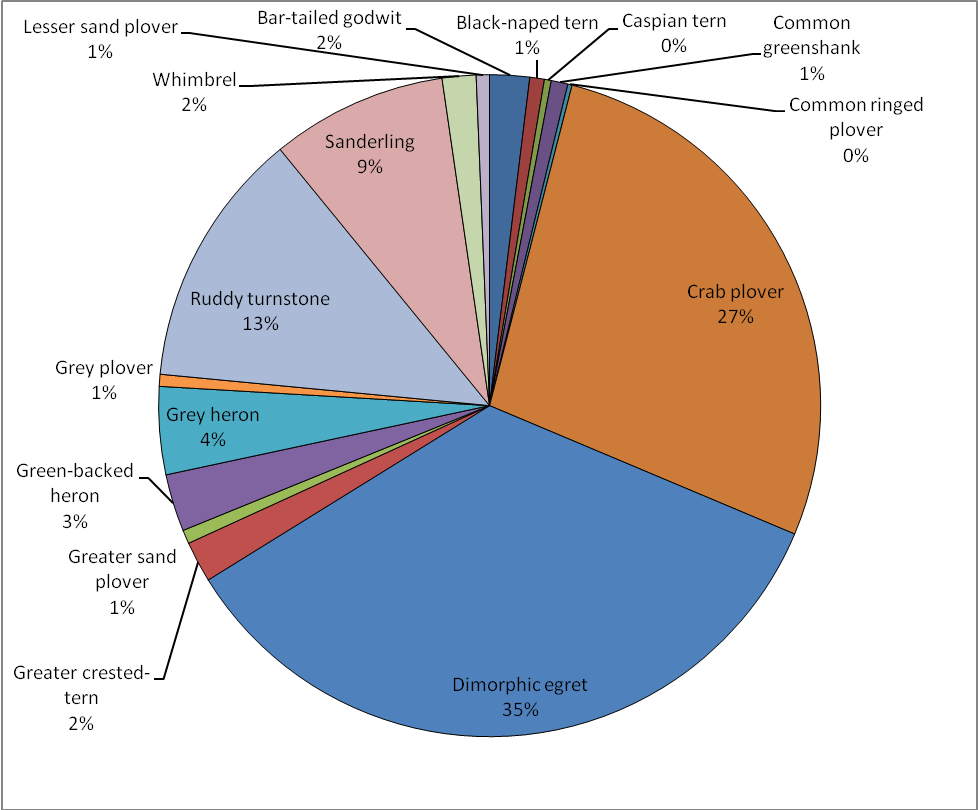 Lesser sand plover
1%
Bar-tailed godwit
2%
Black-naped tern
1%
Caspian tern
0%
Common
greenshank
1%
Common ringed
plover
0%
Whimbrel
2%
Sanderling
9%
Crab plover
27%
Ruddy turnstone
13%
Grey plover
1%
Grey heron
4%
Green-backed
heron
3%
Greater sand
plover
1%
Greater crested-
tern
2%
Dimorphic egret
35%